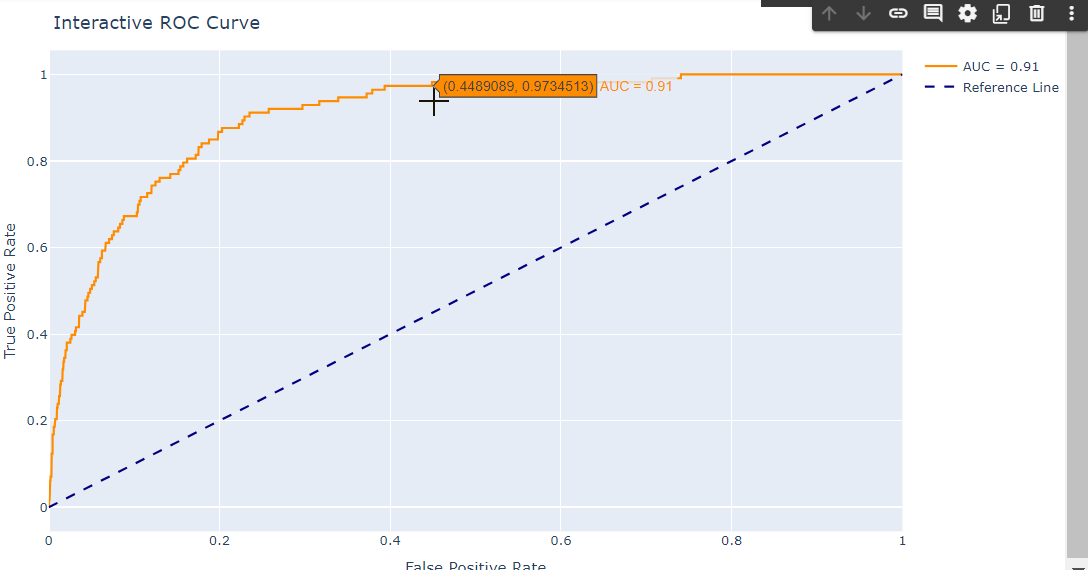 Interactive ROC Curve
1
0.8
0.6
0.4
0.2
0
True Positive Rate
(0.4489089, 0.9734513) AUC = 0.91
AUC = 0.91
Reference Line
0
0.2
0.4
0.6
0.8
1
False Positive Rate